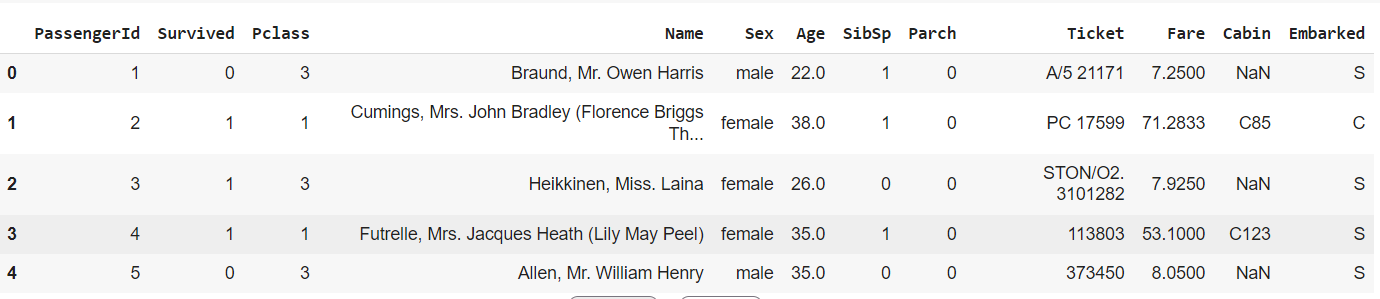 PassengerId Survived Pclass Name Sex Age SibSp Parch Ticket Fare Cabin Embarked
0 1 0 3 Braund, Mr. Owen Harris male 22.0 1 0 A/5 21171 7.2500 NaN S
1 2 1 1 Cumings, Mrs. John Bradley (Florence Briggs Th... female 38.0 1 0 PC 17599 71.2833 C85 C
2 3 1 3 Heikkinen, Miss. Laina female 26.0 0 0 STON/O2. 3101282 7.9250 NaN S
3 4 1 1 Futrelle, Mrs. Jacques Heath (Lily May Peel) female 35.0 1 0 113803 53.1000 C123 S
4 5 0 3 Allen, Mr. William Henry male 35.0 0 0 373450 8.0500 NaN S